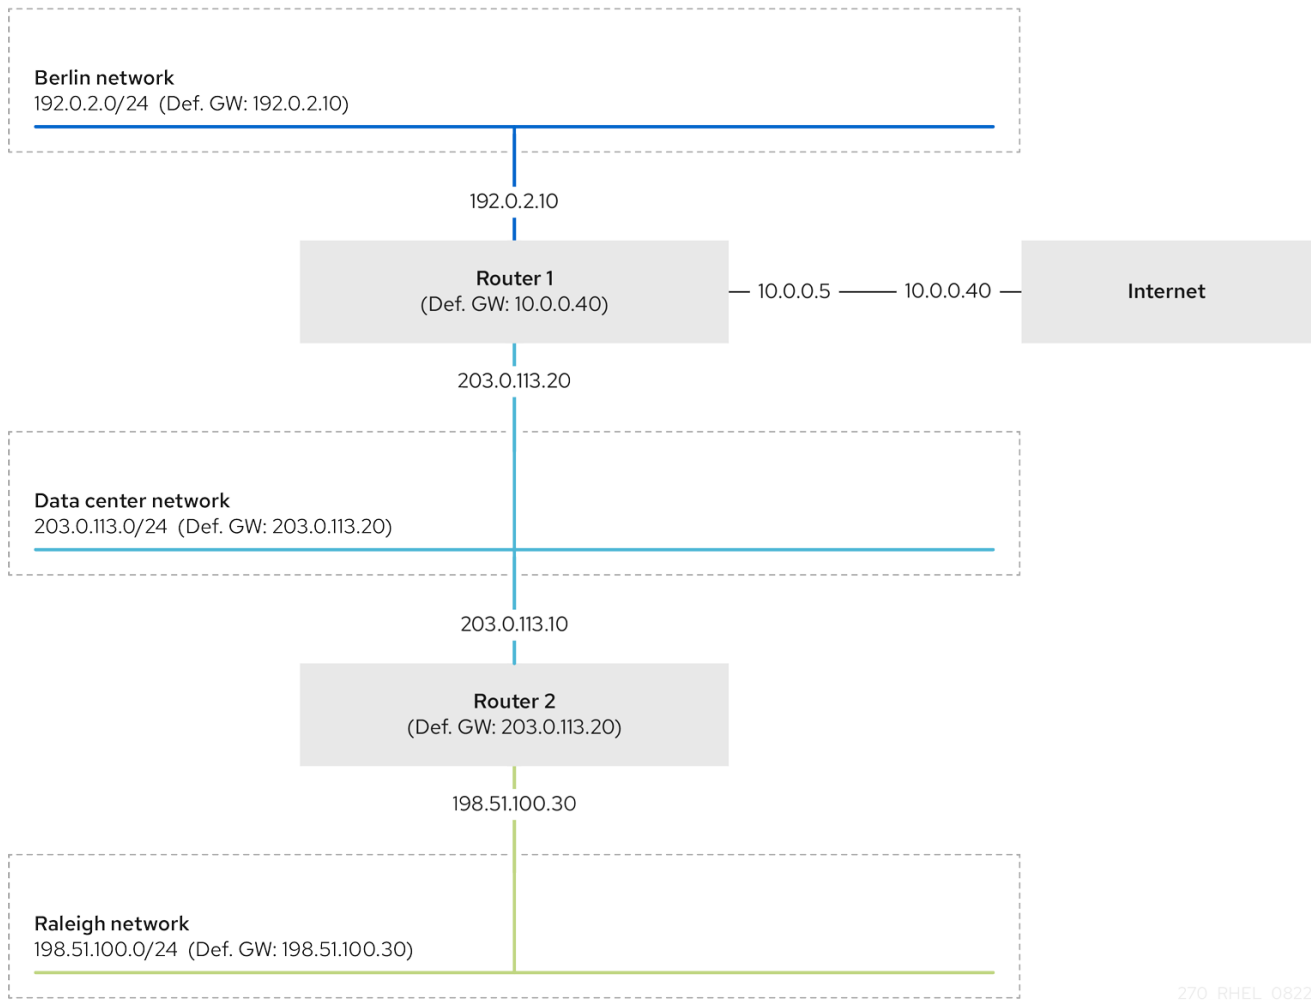 Berlin network
192.0.2.0/24 (Def. GW: 192.0.2.10)
192.0.2.10
Router 1
(Def. GW: 10.0.0.40)
10.0.0.5
10.0.0.40
Internet
203.0.113.20
Data center network
203.0.113.0/24 (Def. GW: 203.0.113.20)
203.0.113.10
Router 2
(Def. GW: 203.0.113.20)
198.51.100.30
Raleigh network
198.51.100.0/24 (Def. GW: 198.51.100.30)
270_RHEL_0822